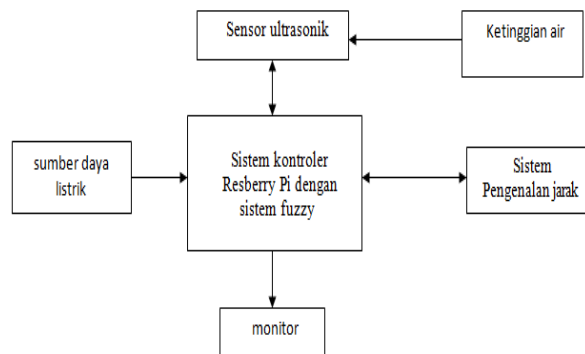 Sensor ultrasonik
Ketinggian air
sumber daya
listrik
Sistem kontroler
Resberry Pi dengan
sistem fuzzy
Sistem
Pengenalan jarak
monitor